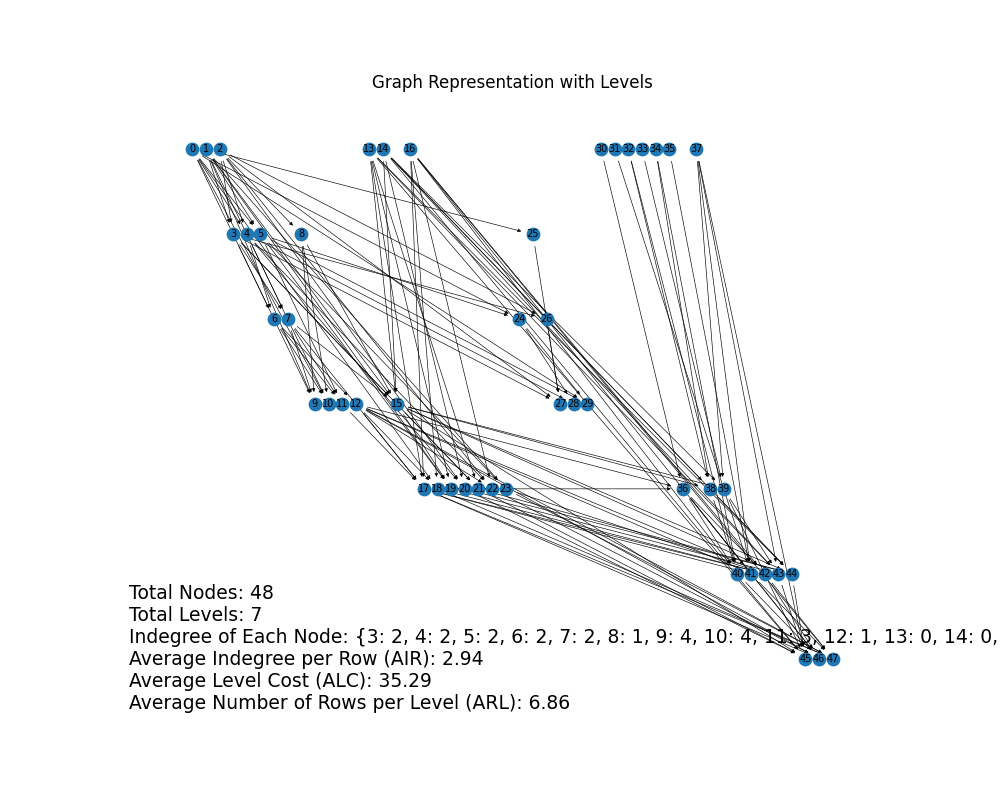 Graph Representation with Levels
0 1 2 13 14 16 30 31 32 33 34 35 37
3 4 5 8 25
6 7 24 26
9 10 11 12 15 27 28 29
17 18 19 20 21 22 23 36 38 39
40 41 42 43 44
Total Nodes: 48
Total Levels: 7
Indegree of Each Node: {3: 2, 4: 2, 5: 2, 6: 2, 7: 2, 8: 1, 9: 4, 10: 4, 11: 3, 12: 1, 13: 0, 14: 0,
Average Indegree per Row (AIR): 2.94
45 46 47
Average Level Cost (ALC): 35.29
Average Number of Rows per Level (ARL): 6.86